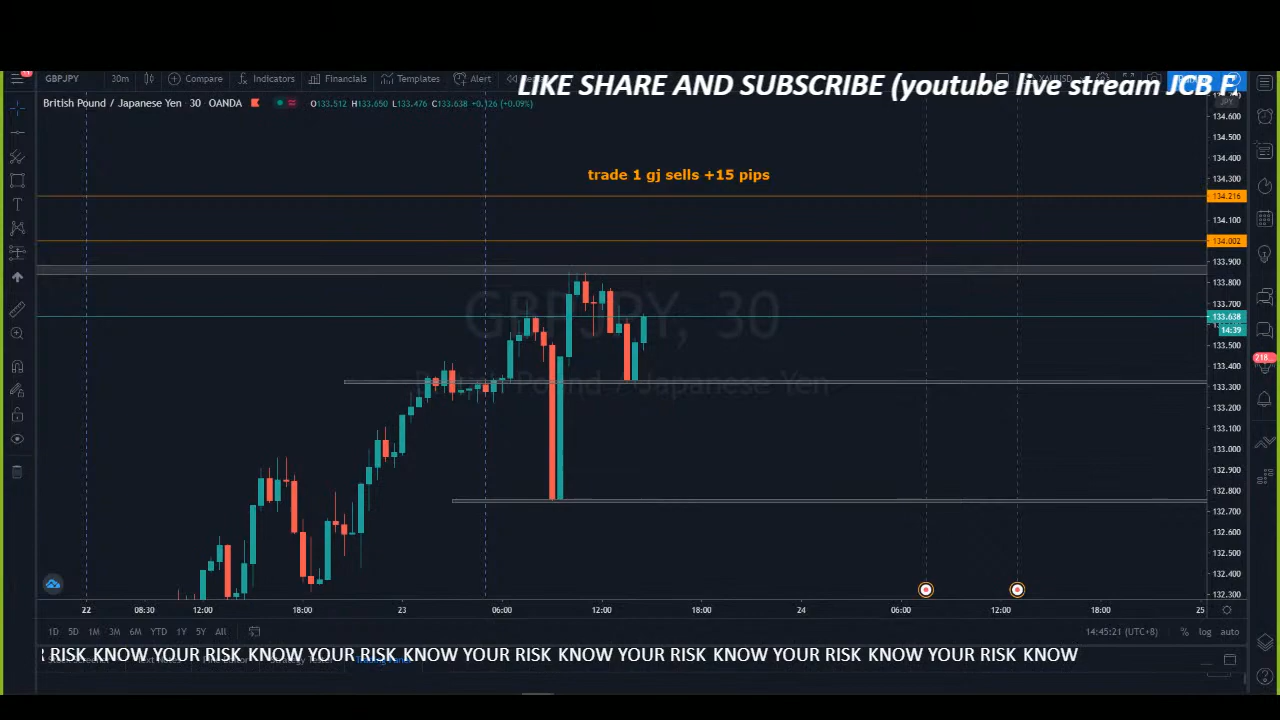 LIKE SHARE AND SUBSCRIBE (youtube live stream JCB F
GBPJPY 30m Compare Indicators Financials Templates Alert XAUUSD
British Pound / Japanese Yen · 30 OANDA O133.512 H133.650 L133.476 C133.638 +0.126 (+0.09%)
JPY
134.600
134.500
134.400
134.300
trade 1 gj sells +15 pips
134.216
134.100
134.002
133.900
133.800
133.700
GBPJPY, 30
133.638
14:39
133.500
133.400
218
British Pound / Japanese Yen
133.300
133.200
133.100
133.000
132.900
132.800
132.700
132.600
132.500
132.400
132.300
22 08:30 12:00 18:00 23 06:00 12:00 18:00 24 06:00 12:00 18:00 25
1D 5D 1M 3M 6M YTD 1Y 5Y All 14:45:21 (UTC+8) % log auto
RISK KNOW YOUR RISK KNOW YOUR RISK KNOW YOUR RISK KNOW YOUR RISK KNOW YOUR RISK KNOW YOUR RISK KNOW